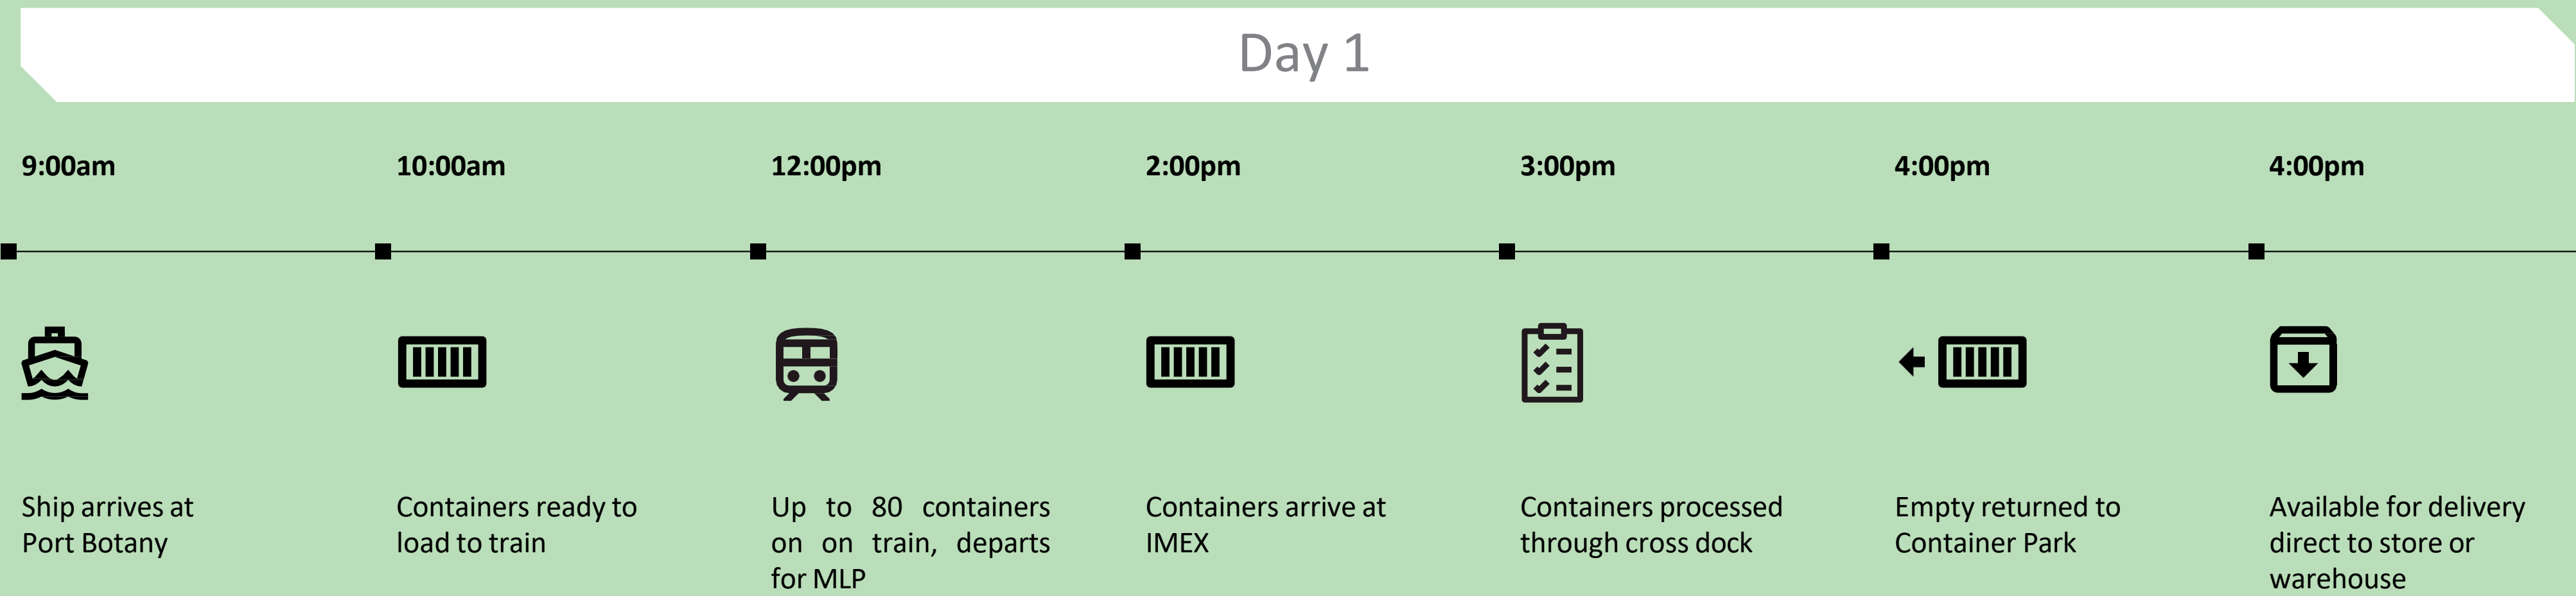 Day 1
9:00am
10:00am
12:00pm
2:00pm
3:00pm
4:00pm
4:00pm
Ship arrives at
Port Botany
Containers ready to
load to train
Up to 80 containers
on on train, departs
for MLP
Containers arrive at
IMEX
Containers processed
through cross dock
Empty returned to
Container Park
Available for delivery
direct to store or
warehouse